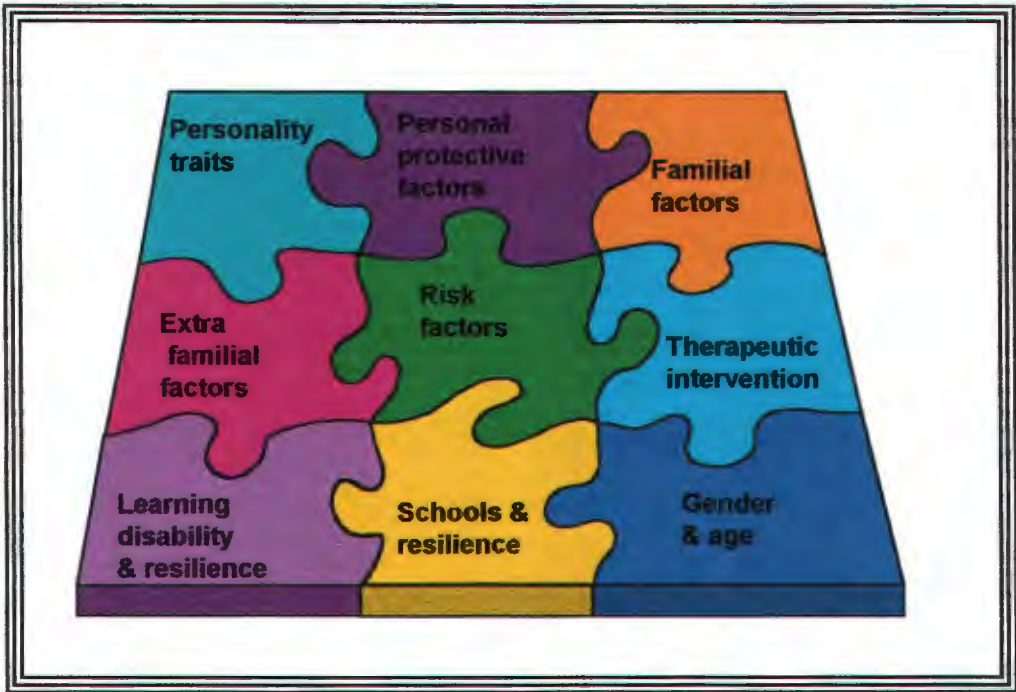 Personality
traits
Personal
protective
factors
Familial
factors
Extra
familial
factors
Risk
factors
Therapeutic
intervention
Learning
disability
& resilience
Schools &
resilience
Gender
& age